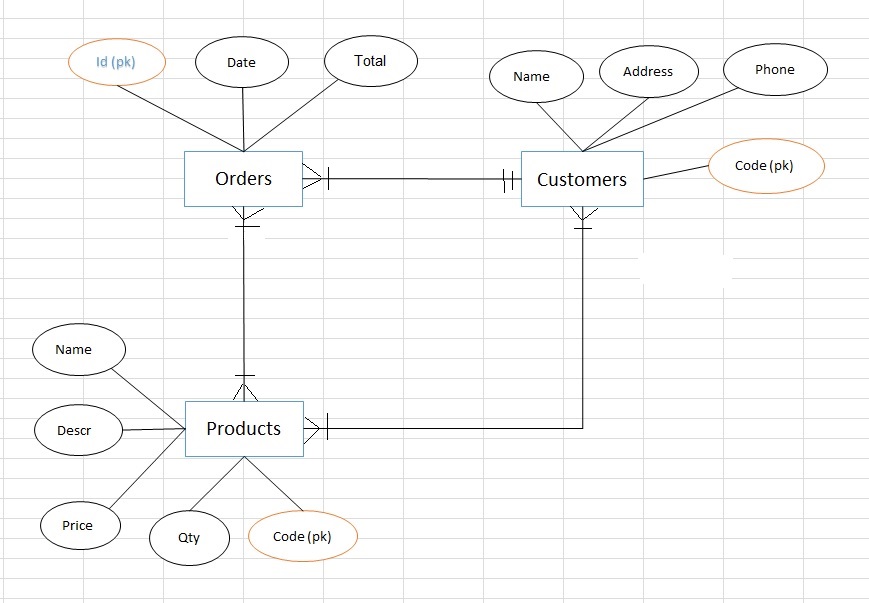 Id (pk)
Date
Total
Name
Address
Phone
Code (pk)
Orders
Customers
Name
Descr
Products
Price
Qty
Code (pk)